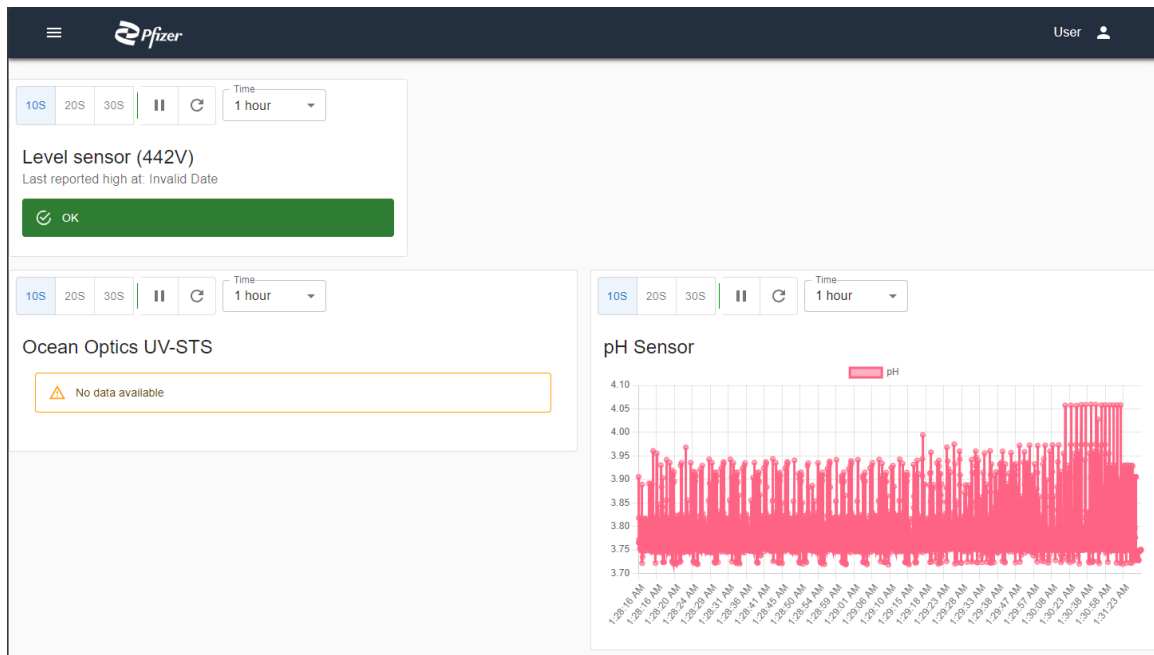 Pfizer
User
10S 20S 30S
Time
1 hour
Level sensor (442V)
Last reported high at: Invalid Date
OK
10S 20S 30S
Time
1 hour
Ocean Optics UV-STS
No data available
10S 20S 30S
Time
1 hour
pH Sensor
pH
4.10
4.05
4.00
3.95
3.90
3.85
3.80
3.75
3.70
1:28:16 AM
1:28:16 AM
1:28:20 AM
1:28:24 AM
1:28:29 AM
1:28:31 AM
1:28:36 AM
1:28:41 AM
1:28:45 AM
1:28:50 AM
1:28:54 AM
1:28:59 AM
1:29:01 AM
1:29:06 AM
1:29:10 AM
1:29:15 AM
1:29:18 AM
1:29:23 AM
1:29:28 AM
1:29:33 AM
1:29:38 AM
1:29:47 AM
1:29:57 AM
1:30:08 AM
1:30:23 AM
1:30:38 AM
1:30:58 AM
1:31:23 AM